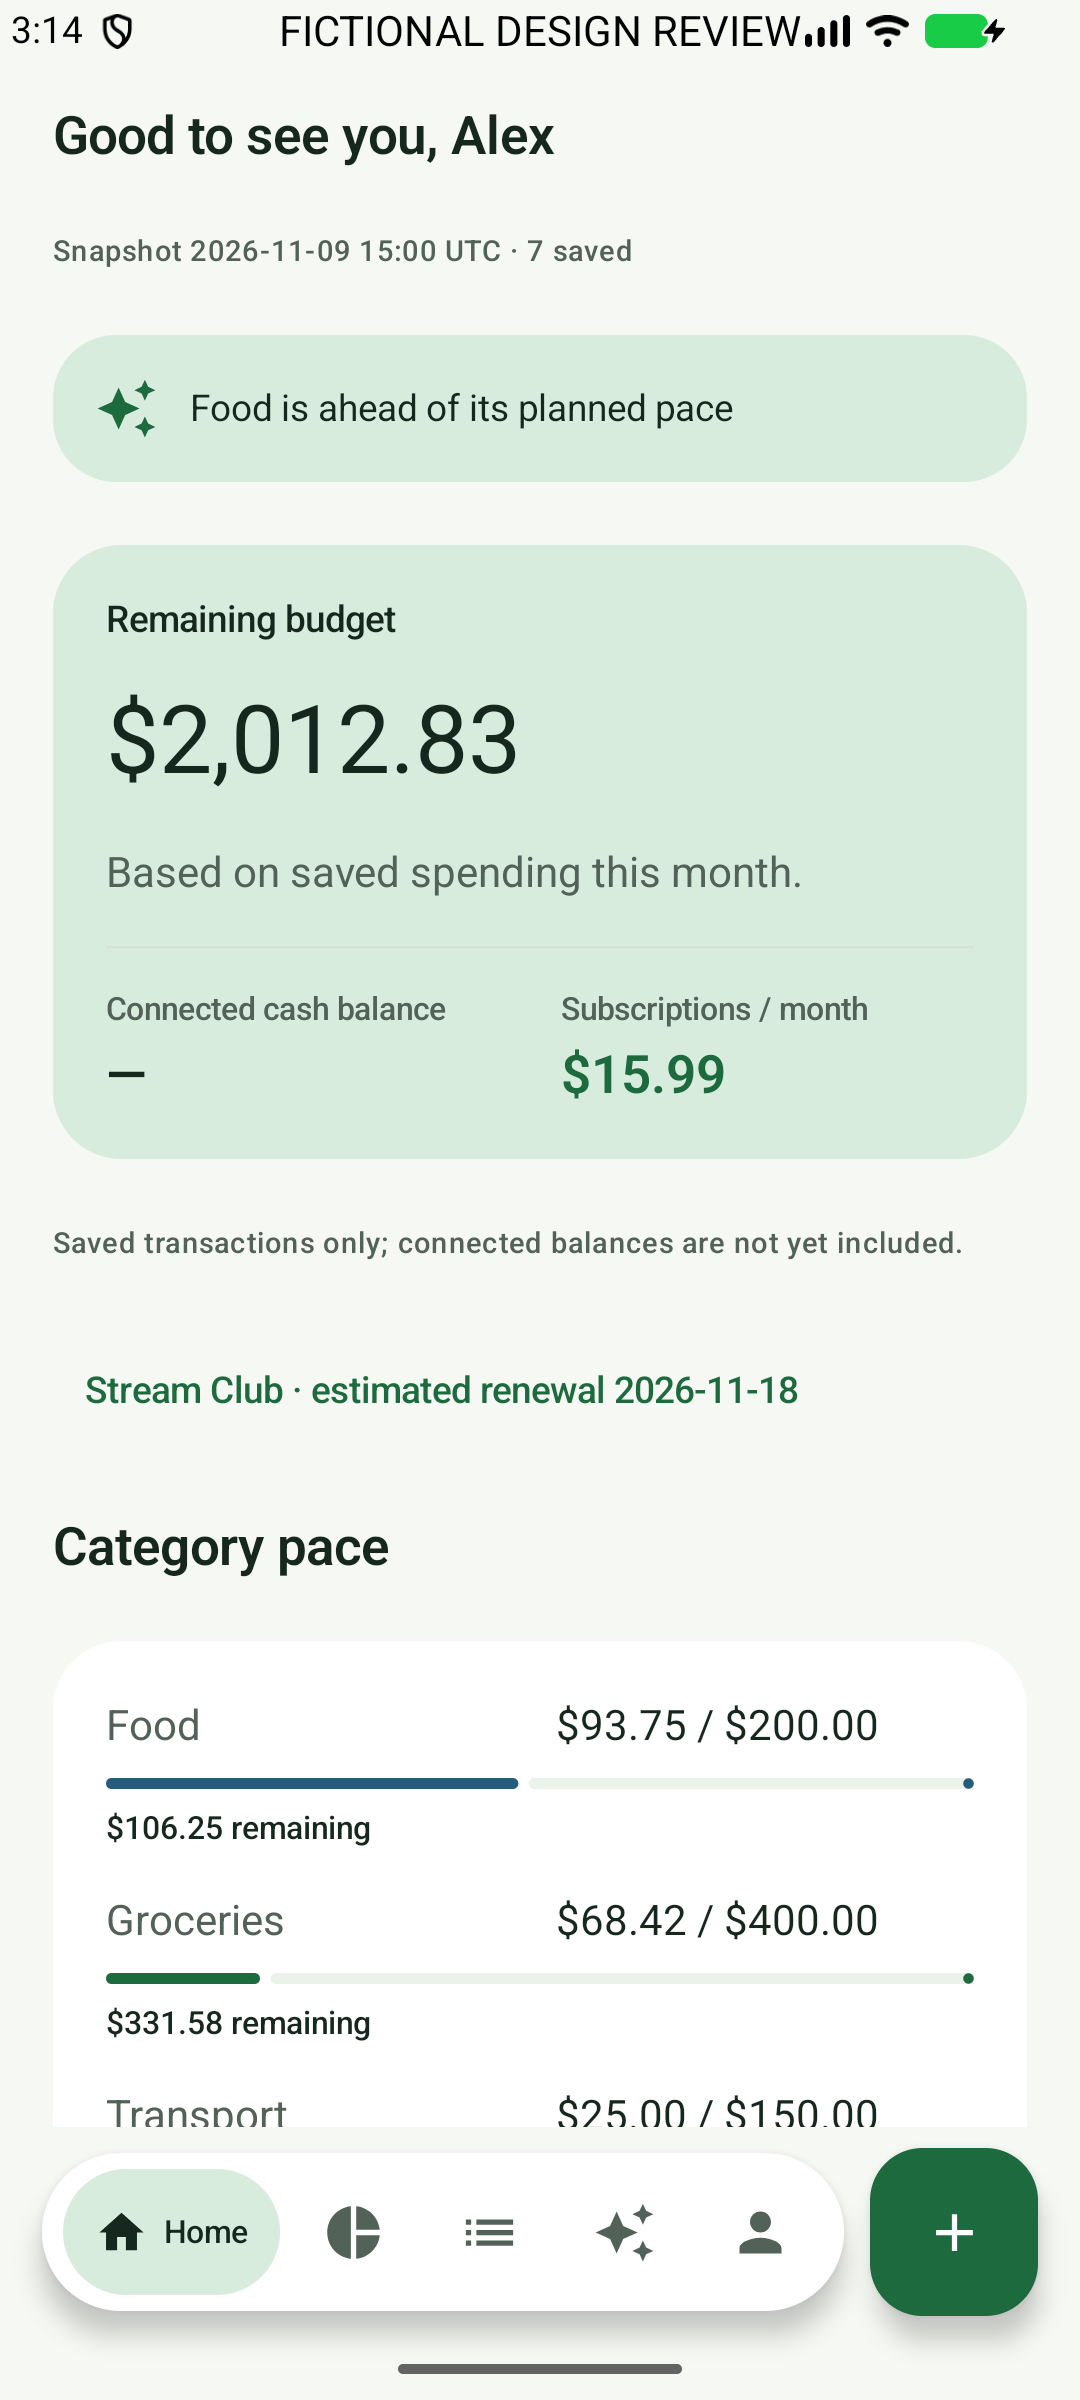 3:14 FICTIONAL DESIGN REVIEW
Good to see you, Alex
Snapshot 2026-11-09 15:00 UTC · 7 saved
Food is ahead of its planned pace
Remaining budget
$2,012.83
Based on saved spending this month.
Connected cash balance Subscriptions / month
— $15.99
Saved transactions only; connected balances are not yet included.
Stream Club · estimated renewal 2026-11-18
Category pace
Food $93.75 / $200.00
$106.25 remaining
Groceries $68.42 / $400.00
$331.58 remaining
Transport $25.00 / $150.00
Home